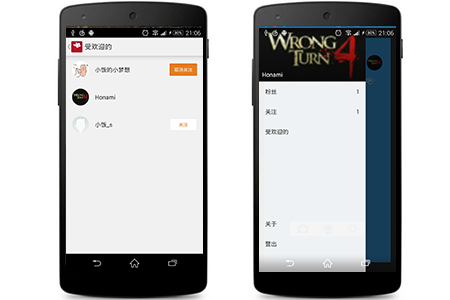 21:06
受欢迎的
小饭的小梦想
取消关注
Honami
小饭_s
关注
21:06
WRONG
TURN 4
Honami
粉丝 1
关注 1
受欢迎的
关于
登出